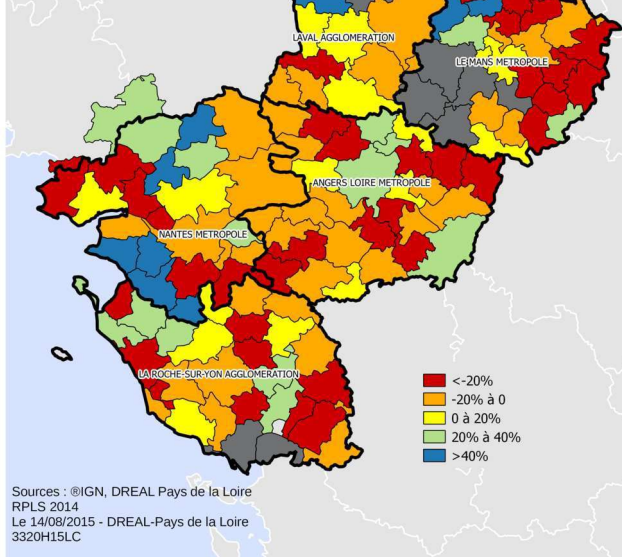 LAVAL AGGLOMERATION
LE MANS METROPOLE
ANGERS LOIRE METROPOLE
NANTES METROPOLE
LA ROCHE-SUR-YON AGGLOMERATION
<-20%
-20% à 0
0 à 20%
20% à 40%
>40%
Sources : ®IGN, DREAL Pays de la Loire
RPLS 2014
Le 14/08/2015 - DREAL-Pays de la Loire
3320H15LC